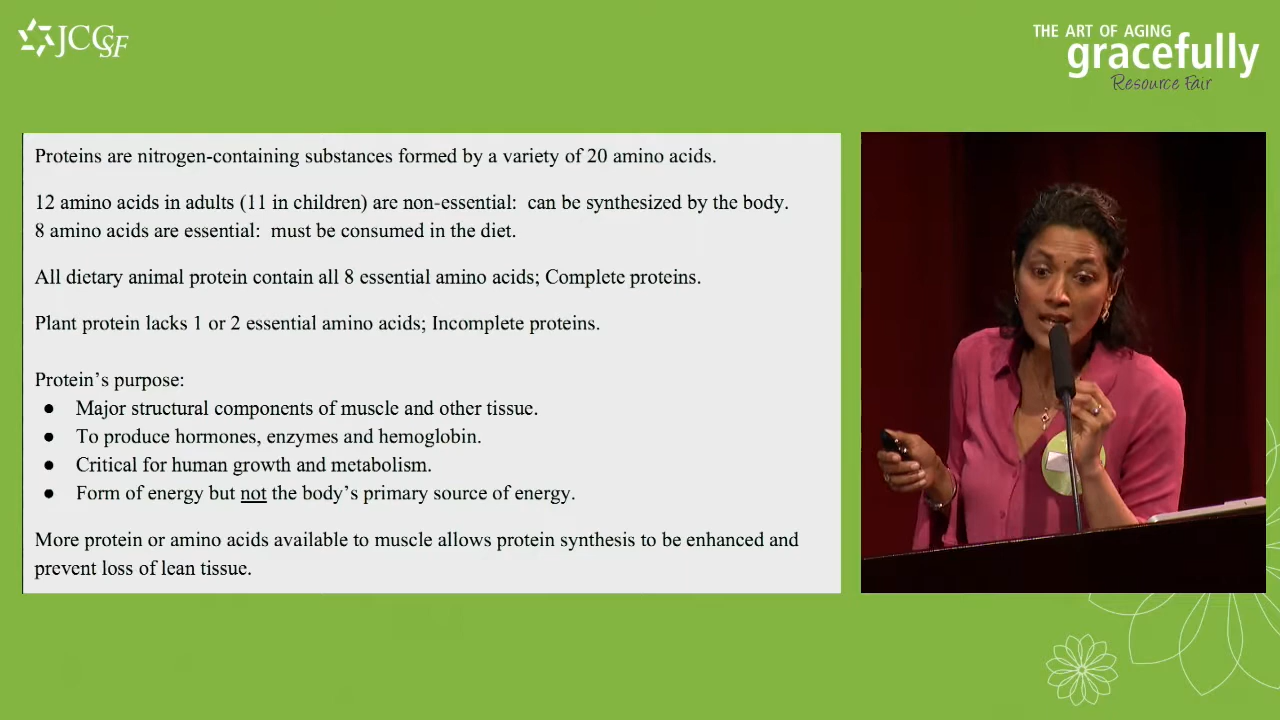 JCCSF
THE ART OF AGING
gracefully
Resource Fair
Proteins are nitrogen-containing substances formed by a variety of 20 amino acids.
12 amino acids in adults (11 in children) are non-essential:  can be synthesized by the body.
8 amino acids are essential:  must be consumed in the diet.
All dietary animal protein contain all 8 essential amino acids; Complete proteins.
Plant protein lacks 1 or 2 essential amino acids; Incomplete proteins.
Protein’s purpose:
● Major structural components of muscle and other tissue.
● To produce hormones, enzymes and hemoglobin.
● Critical for human growth and metabolism.
● Form of energy but not the body’s primary source of energy.
More protein or amino acids available to muscle allows protein synthesis to be enhanced and
prevent loss of lean tissue.